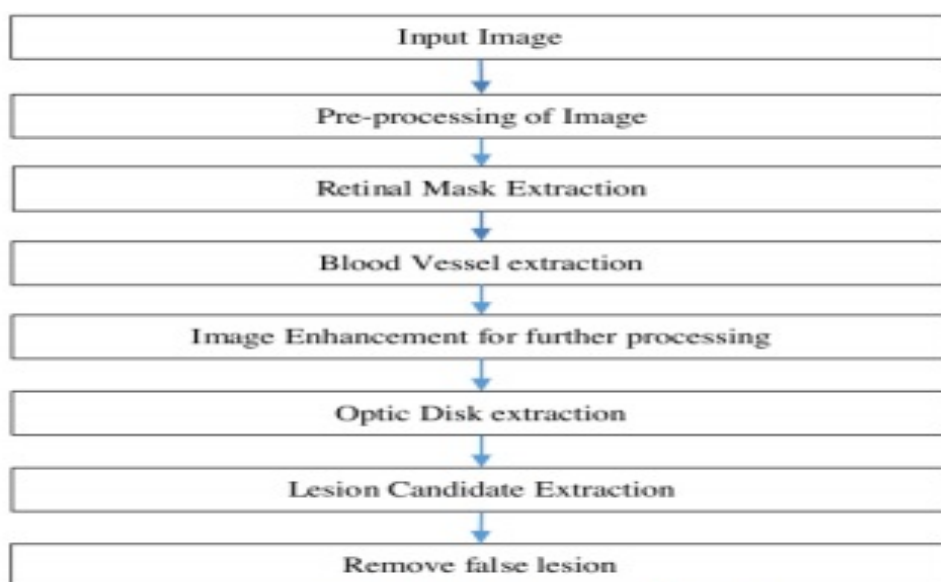 Input Image
Pre-processing of Image
Retinal Mask Extraction
Blood Vessel extraction
Image Enhancement for further processing
Optic Disk extraction
Lesion Candidate Extraction
Remove false lesion